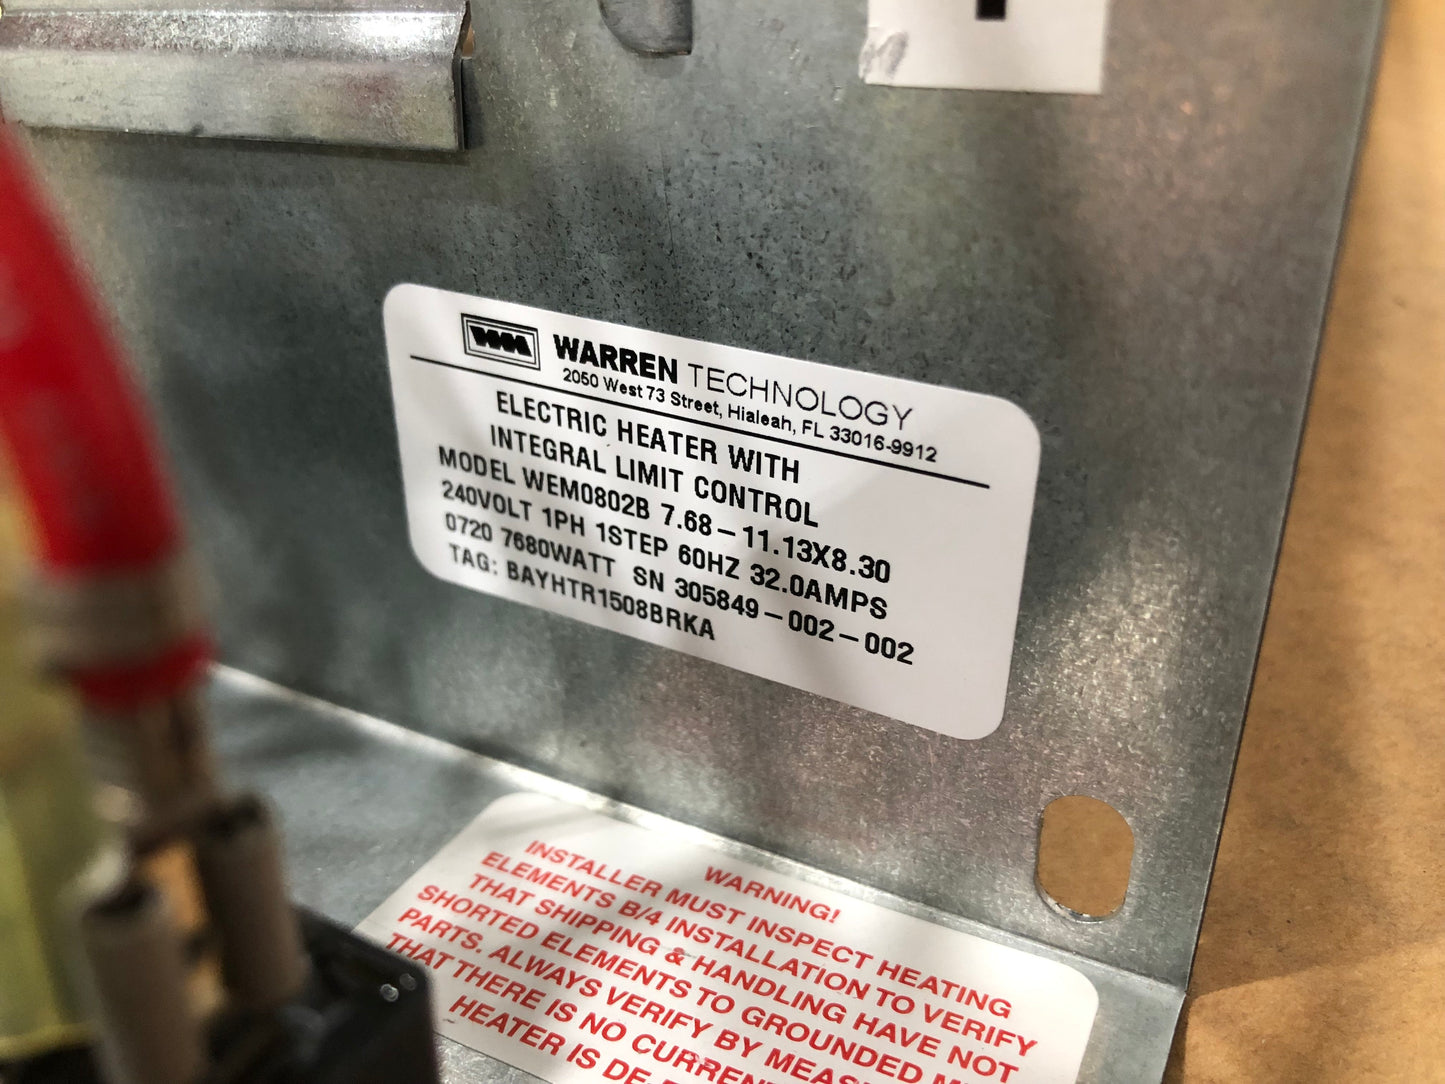 WARREN TECHNOLOGY
2050 West 73 Street, Hialeah, FL 33016-9912
ELECTRIC HEATER WITH
INTEGRAL LIMIT CONTROL
MODEL WEM0802B 7.68-11.13X8.30
240VOLT 1PH 1STEP 60HZ 32.0AMPS
0720 7680WATT SN 305849-002-002
TAG: BAYHTR1508BRKA
WARNING!
INSTALLER MUST INSPECT HEATING
ELEMENTS B/4 INSTALLATION TO VERIFY
THAT SHIPPING & HANDLING HAVE NOT
SHORTED ELEMENTS TO GROUNDED
PARTS. ALWAYS VERIFY BY
THAT THERE IS NO
HEATER IS